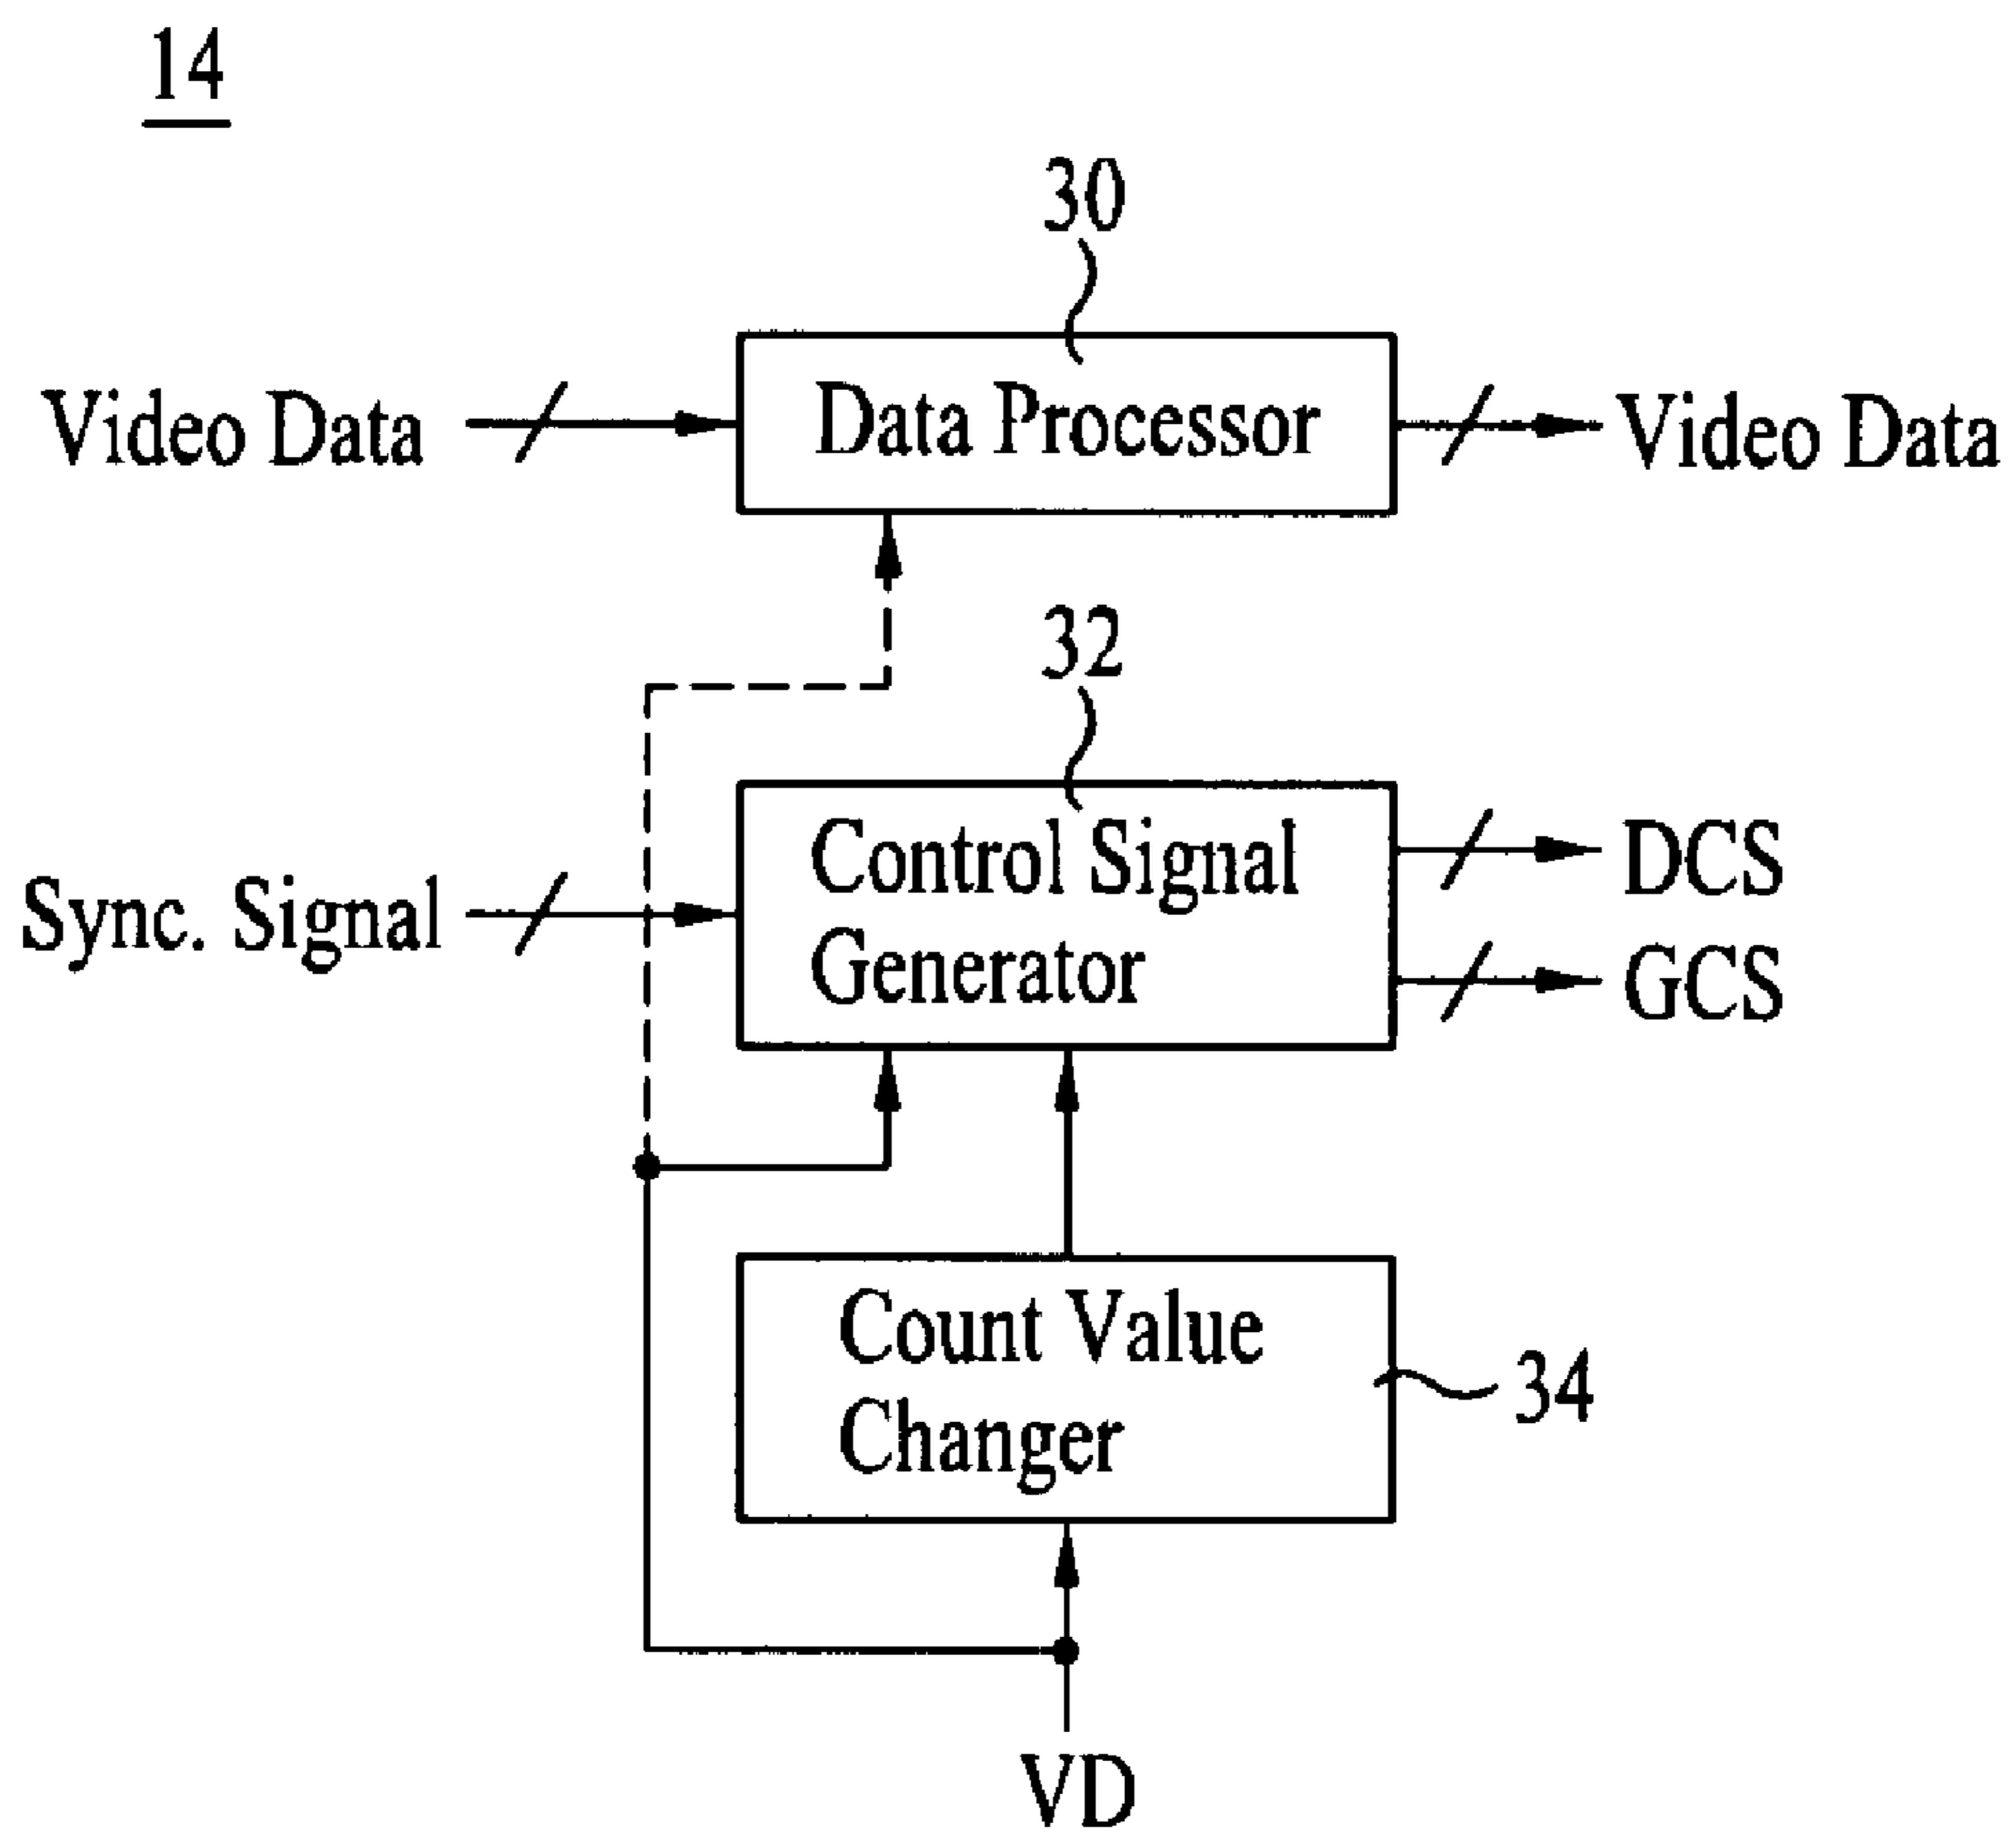 14
30
Video Data
Data Processor
Video Data
32
Sync. Signal
Control Signal
Generator
DCS
GCS
Count Value
Changer
34
VD